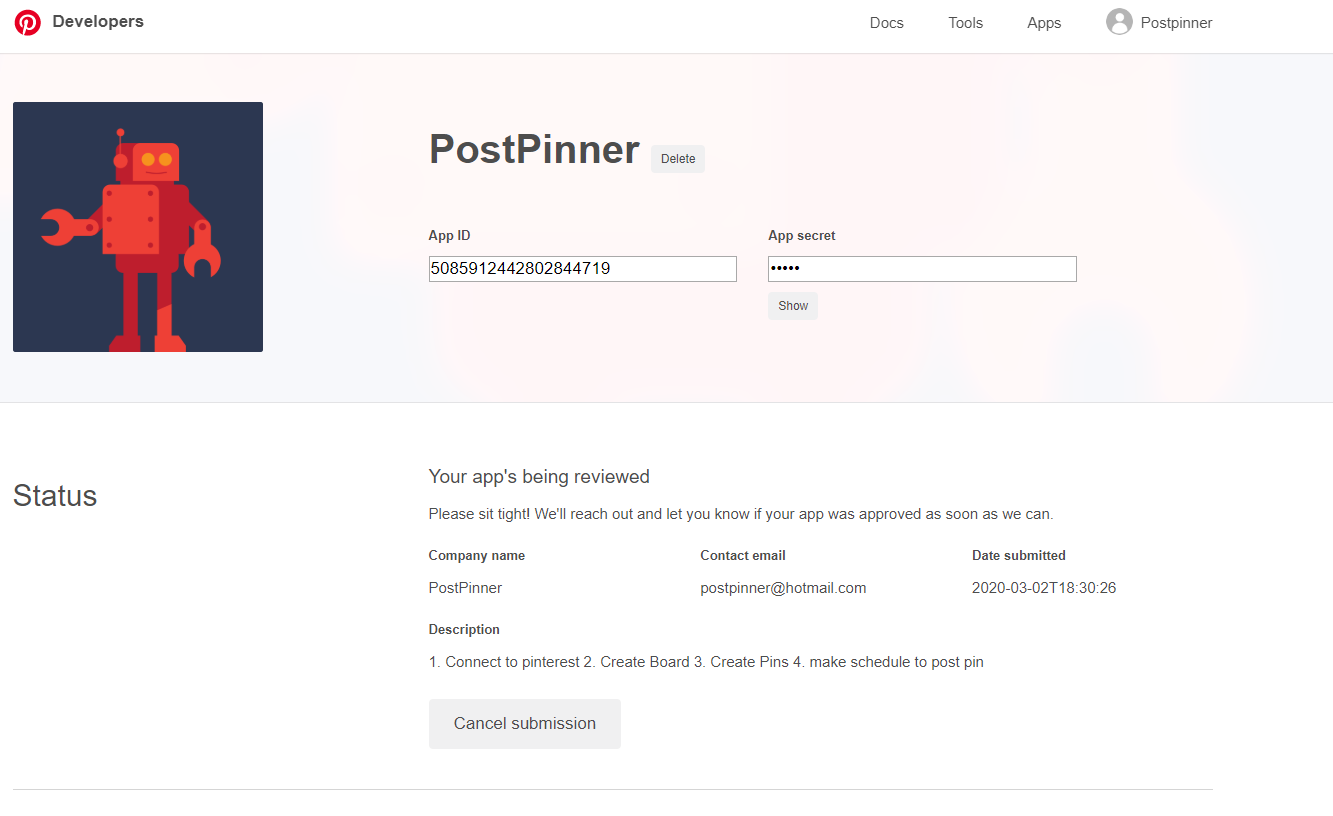 Developers Docs Tools Apps Postpinner
PostPinner Delete
App ID App secret
5085912442802844719 •••••
Show
Status
Your app's being reviewed
Please sit tight! We'll reach out and let you know if your app was approved as soon as we can.
Company name Contact email Date submitted
PostPinner postpinner@hotmail.com 2020-03-02T18:30:26
Description
1. Connect to pinterest 2. Create Board 3. Create Pins 4. make schedule to post pin
Cancel submission